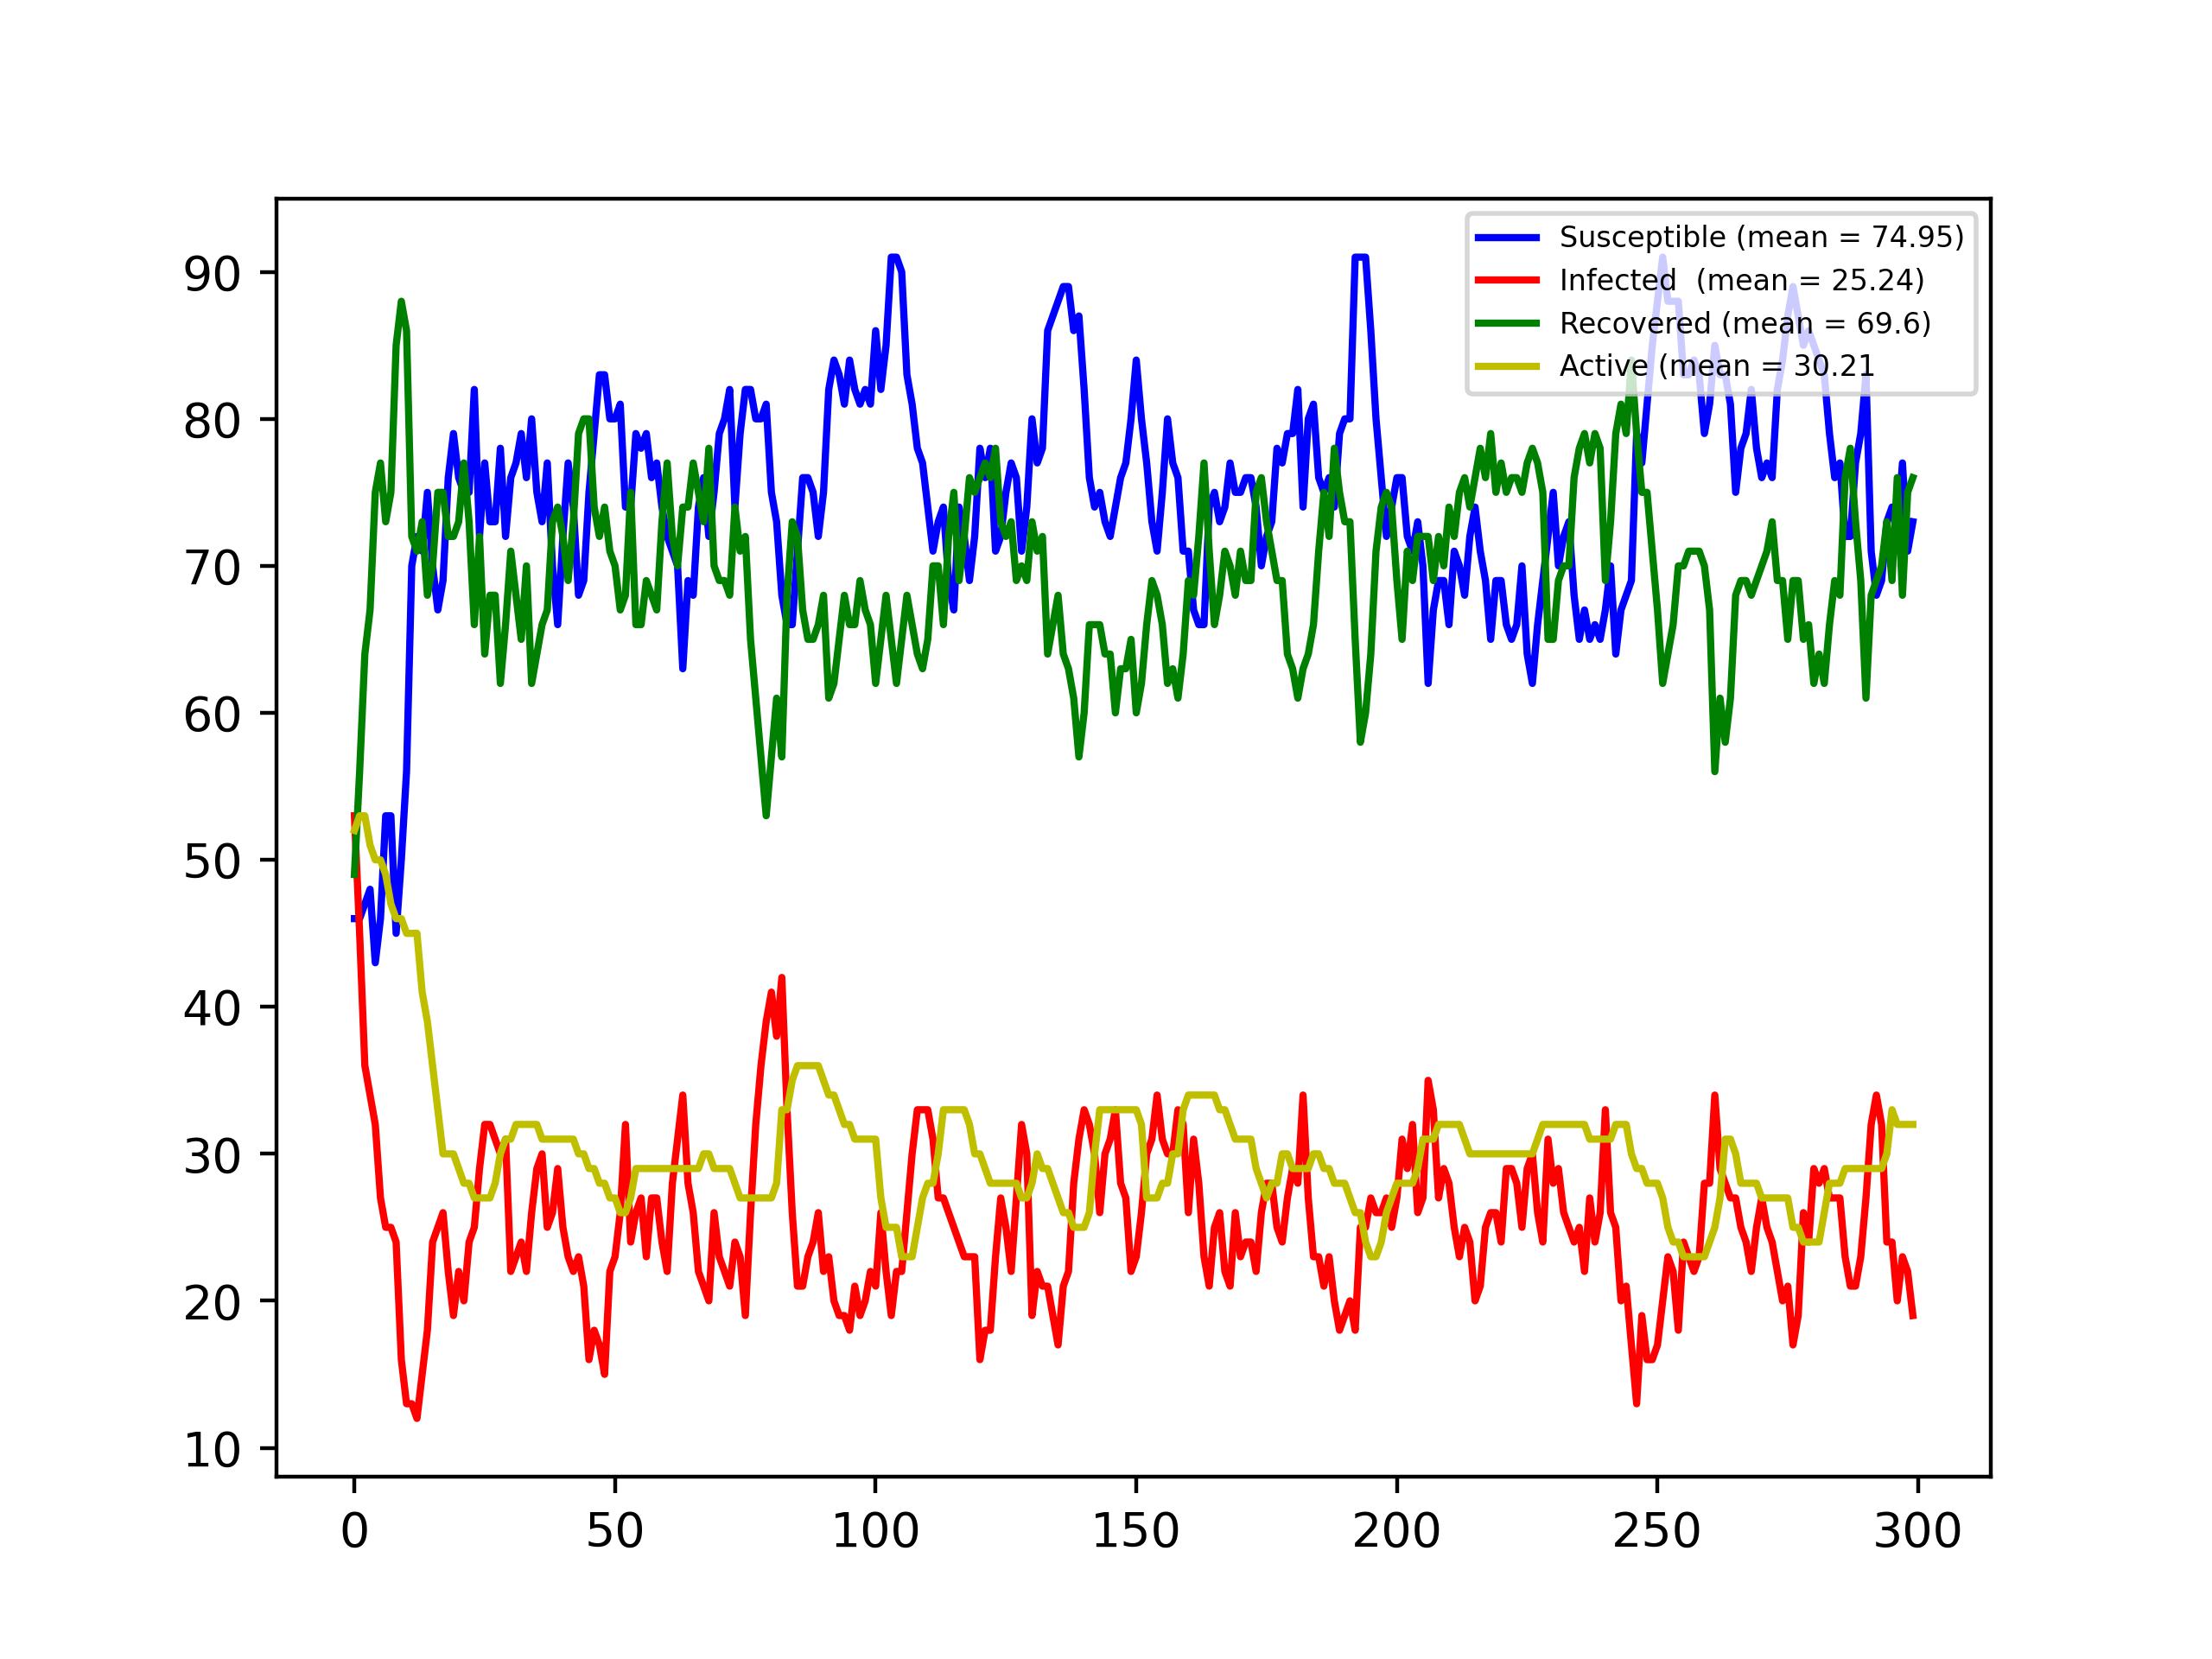 Susceptible (mean = 74.95)
Infected  (mean = 25.24)
Recovered (mean = 69.6)
Active (mean = 30.21
90
80
70
60
50
40
30
20
10
0 50 100 150 200 250 300